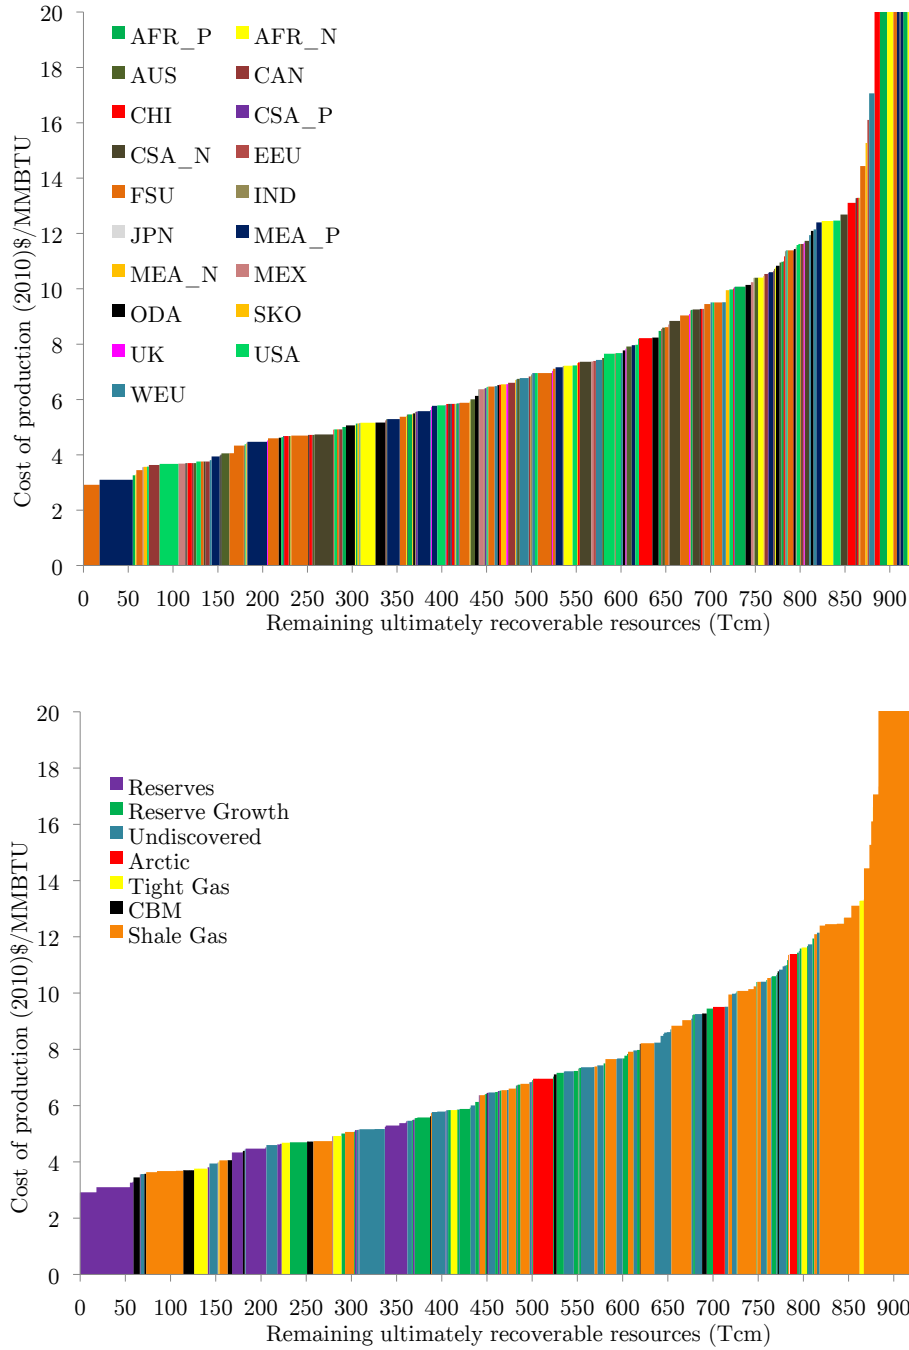 Cost of production (2010)$/MMBTU
20
18
16
14
12
10
8
6
4
2
0
AFR_P AFR_N
AUS CAN
CHI CSA_P
CSA_N EEU
FSU IND
JPN MEA_P
MEA_N MEX
ODA SKO
UK USA
WEU
0 50 100 150 200 250 300 350 400 450 500 550 600 650 700 750 800 850 900
Remaining ultimately recoverable resources (Tcm)
Cost of production (2010)$/MMBTU
20
18
16
14
12
10
8
6
4
2
0
Reserves
Reserve Growth
Undiscovered
Arctic
Tight Gas
CBM
Shale Gas
0 50 100 150 200 250 300 350 400 450 500 550 600 650 700 750 800 850 900
Remaining ultimately recoverable resources (Tcm)